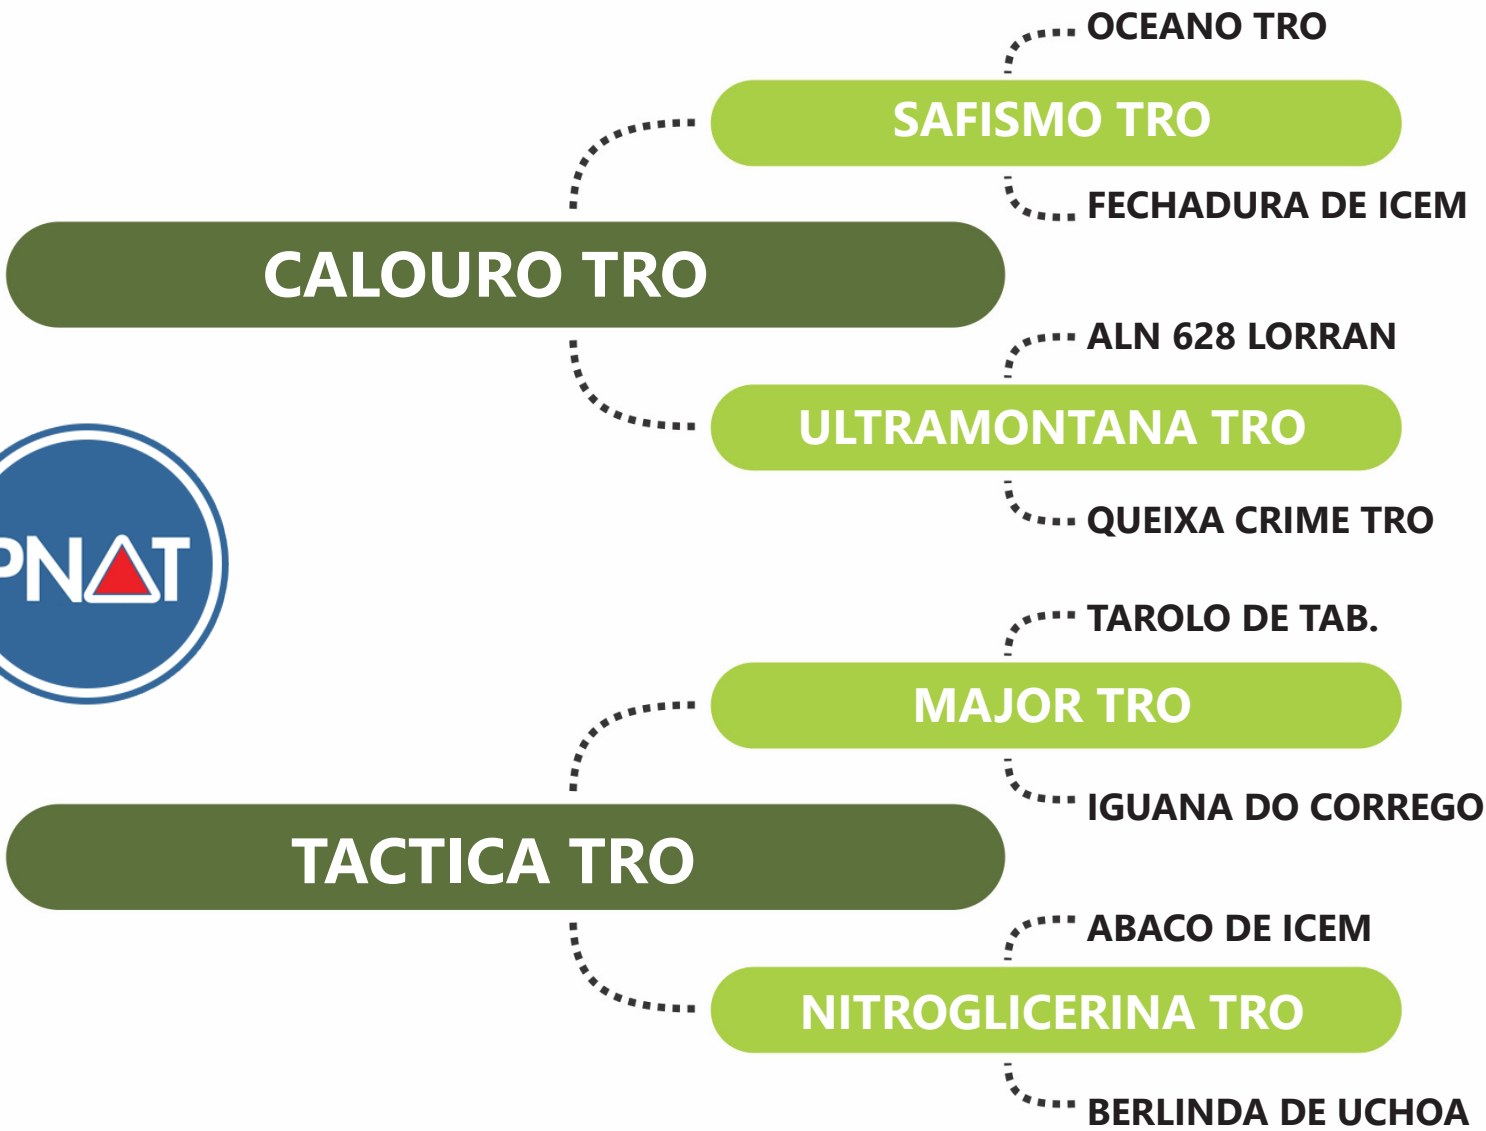 OCEANO TRO
SAFISMO TRO
FECHADURA DE ICEM
CALOURO TRO
ALN 628 LORRAN
ULTRAMONTANA TRO
QUEIXA CRIME TRO
PNAT
TAROLO DE TAB.
MAJOR TRO
IGUANA DO CORREGO
TACTICA TRO
ABACO DE ICEM
NITROGLICERINA TRO
BERLINDA DE UCHOA